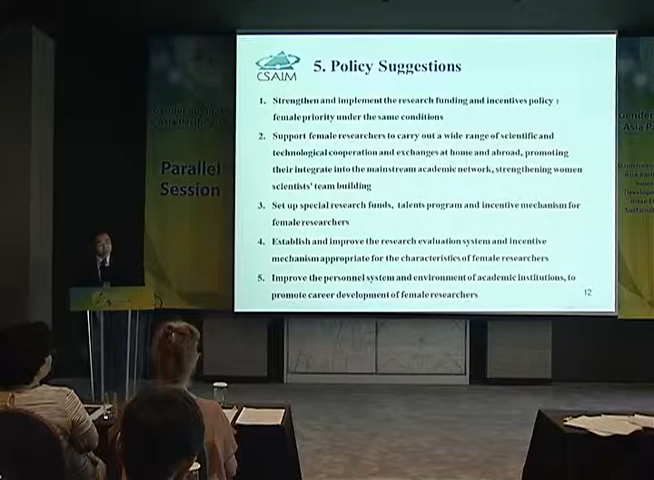 CSAIM
5. Policy Suggestions
1. Strengthen and implement the research funding and incentives policy :
female priority under the same conditions
2. Support female researchers to carry out a wide range of scientific and
technological cooperation and exchanges at home and abroad, promoting
their integrate into the mainstream academic network, strengthening women
scientists' team building
3. Set up special research funds, talents program and incentive mechanism for
female researchers
4. Establish and improve the research evaluation system and incentive
mechanism appropriate for the characteristics of female researchers
5. Improve the personnel system and environment of academic institutions, to
promote career development of female researchers
12
Parallel
Session
Gender
Asia